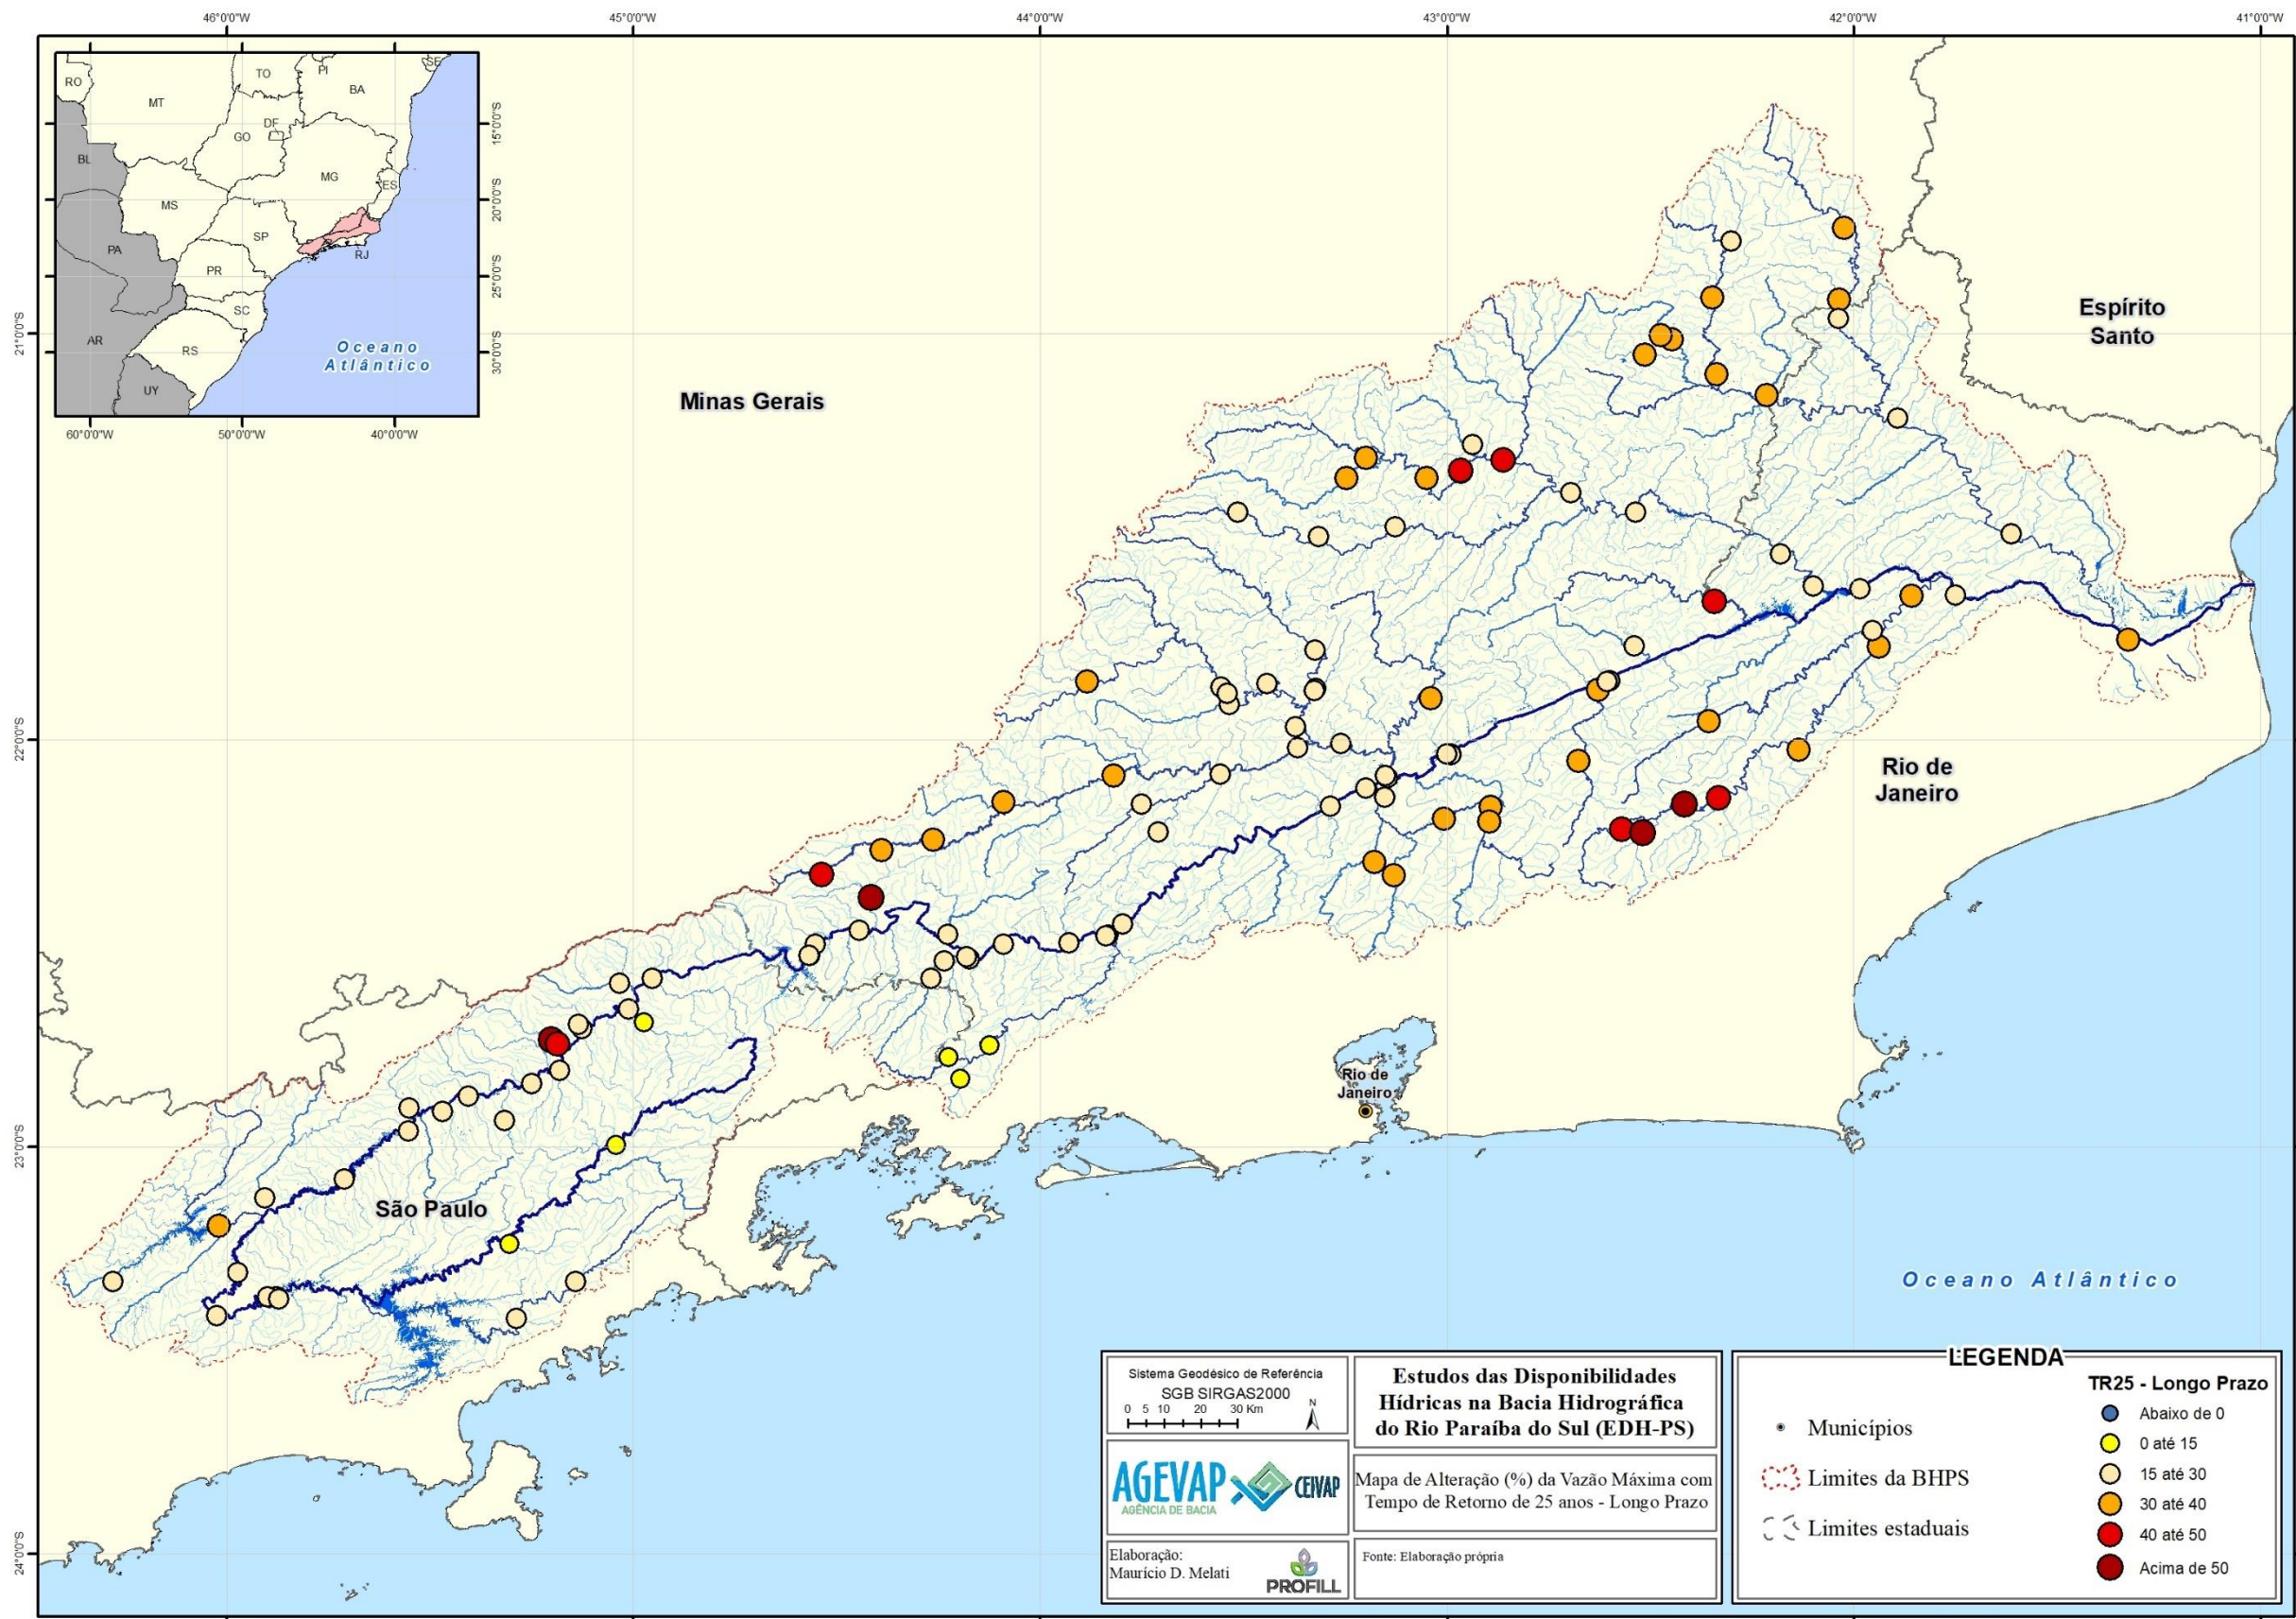 46°0'0"W
45°0'0"W
44°0'0"W
43°0'0"W
42°0'0"W
41°0'0"W
21°0'0"S
22°0'0"S
23°0'0"S
24°0'0"S
RO
MT
TO
PI
SE
BA
DF
GO
BL
MG
ES
MS
SP
PA
RJ
PR
SC
AR
RS
UY
Oceano
Atlântico
15°0'0"S
20°0'0"S
25°0'0"S
30°0'0"S
60°0'0"W
50°0'0"W
40°0'0"W
Minas Gerais
Espírito
Santo
Rio de
Janeiro
Rio de
Janeiro
São Paulo
Oceano Atlântico
Sistema Geodésico de Referência
SGB SIRGAS2000
0 5 10 20 30 Km
N
Estudos das Disponibilidades
Hídricas na Bacia Hidrográfica
do Rio Paraíba do Sul (EDH-PS)
AGEVAP
AGÊNCIA DE BACIA
CEIVAP
Mapa de Alteração (%) da Vazão Máxima com
Tempo de Retorno de 25 anos - Longo Prazo
Elaboração:
Maurício D. Melati
PROFILL
Fonte: Elaboração própria
LEGENDA
Municípios
Limites da BHPS
Limites estaduais
TR25 - Longo Prazo
Abaixo de 0
0 até 15
15 até 30
30 até 40
40 até 50
Acima de 50